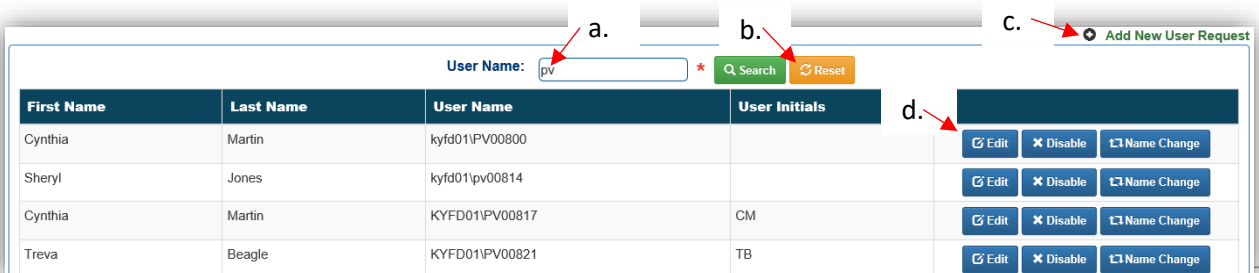 a. b. c.
Add New User Request
User Name: pv * Search Reset
First Name Last Name User Name User Initials
d.
Cynthia Martin kyfd01\PV00800 Edit Disable Name Change
Sheryl Jones kyfd01\pv00814 Edit Disable Name Change
Cynthia Martin KYFD01\PV00817 CM Edit Disable Name Change
Treva Beagle KYFD01\PV00821 TB Edit Disable Name Change